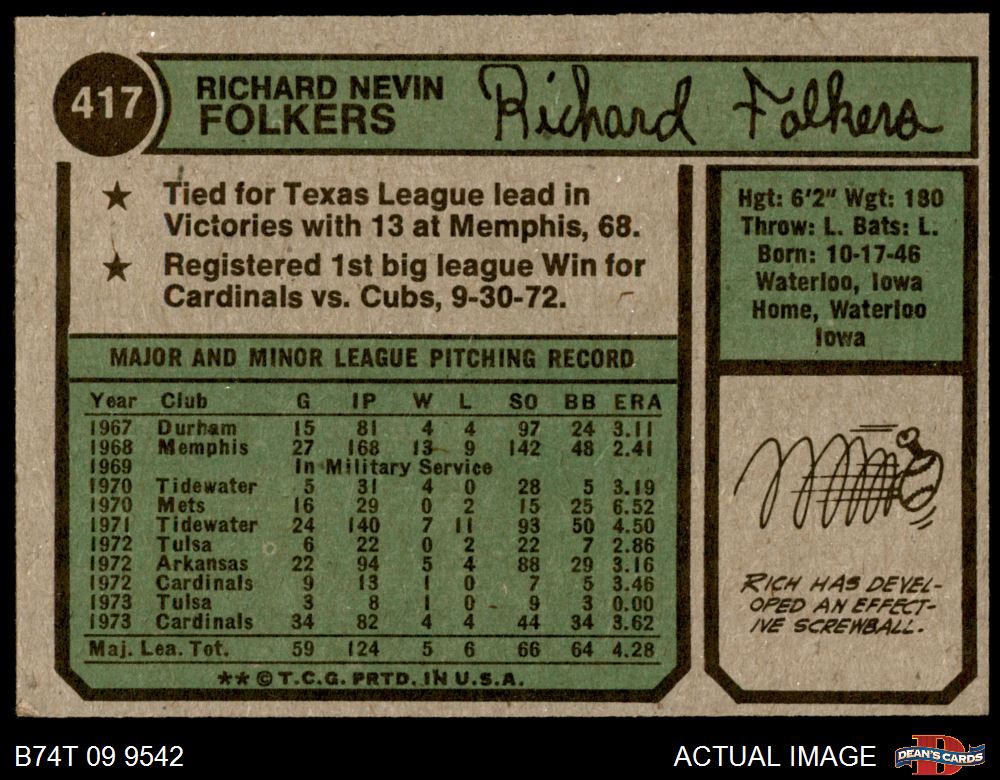 417
RICHARD NEVIN
FOLKERS
Richard Folkers
★ Tied for Texas League lead in
Victories with 13 at Memphis, 68.
★ Registered 1st big league Win for
Cardinals vs. Cubs, 9-30-72.
Hgt: 6'2" Wgt: 180
Throw: L. Bats: L.
Born: 10-17-46
Waterloo, Iowa
Home, Waterloo
Iowa
MAJOR AND MINOR LEAGUE PITCHING RECORD
Year Club G IP W L SO BB ERA
1967 Durham 15 81 4 4 97 24 3.11
1968 Memphis 27 168 13 9 142 48 2.41
1969 In Military Service
1970 Tidewater 5 31 4 0 28 5 3.19
1970 Mets 16 29 0 2 15 25 6.52
1971 Tidewater 24 140 7 11 93 50 4.50
1972 Tulsa 6 22 0 2 22 7 2.86
1972 Arkansas 22 94 5 4 88 29 3.16
1972 Cardinals 9 13 1 0 7 5 3.46
1973 Tulsa 3 8 1 0 9 3 0.00
1973 Cardinals 34 82 4 4 44 34 3.62
Maj. Lea. Tot. 59 124 5 6 66 64 4.28
★★ © T.C.G. PRTD. IN U.S.A.
RICH HAS DEVEL-
OPED AN EFFECT-
IVE SCREWBALL.
B74T 09 9542
ACTUAL IMAGE
D
DEAN'S CARDS